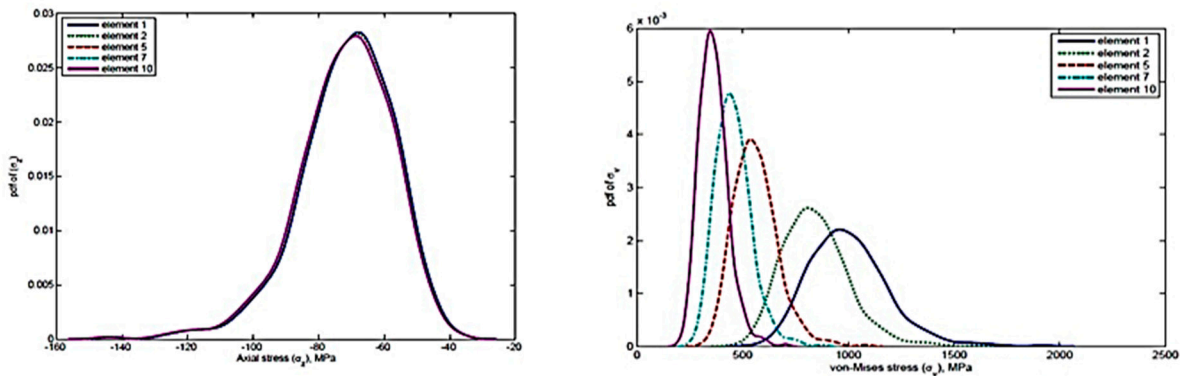 0.03
0.025
0.02
0.015
0.01
0.005
0
pdf of (σz)
element 1
element 2
element 5
element 7
element 10
-160 -140 -120 -100 -80 -60 -40 -20
Axial stress (σz), MPa
6 × 10-3
5
4
3
2
1
0
pdf of σv
element 1
element 2
element 5
element 7
element 10
0 500 1000 1500 2000 2500
von-Mises stress (σv), MPa